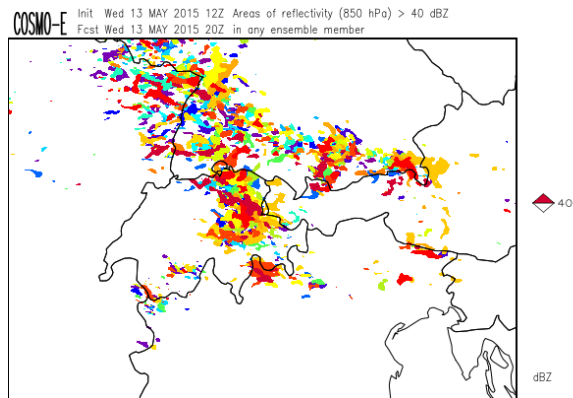 COSMO-E Init Wed 13 MAY 2015 12Z Areas of reflectivity (850 hPa) > 40 dBZ
Fcst Wed 13 MAY 2015 20Z in any ensemble member
40
dBZ